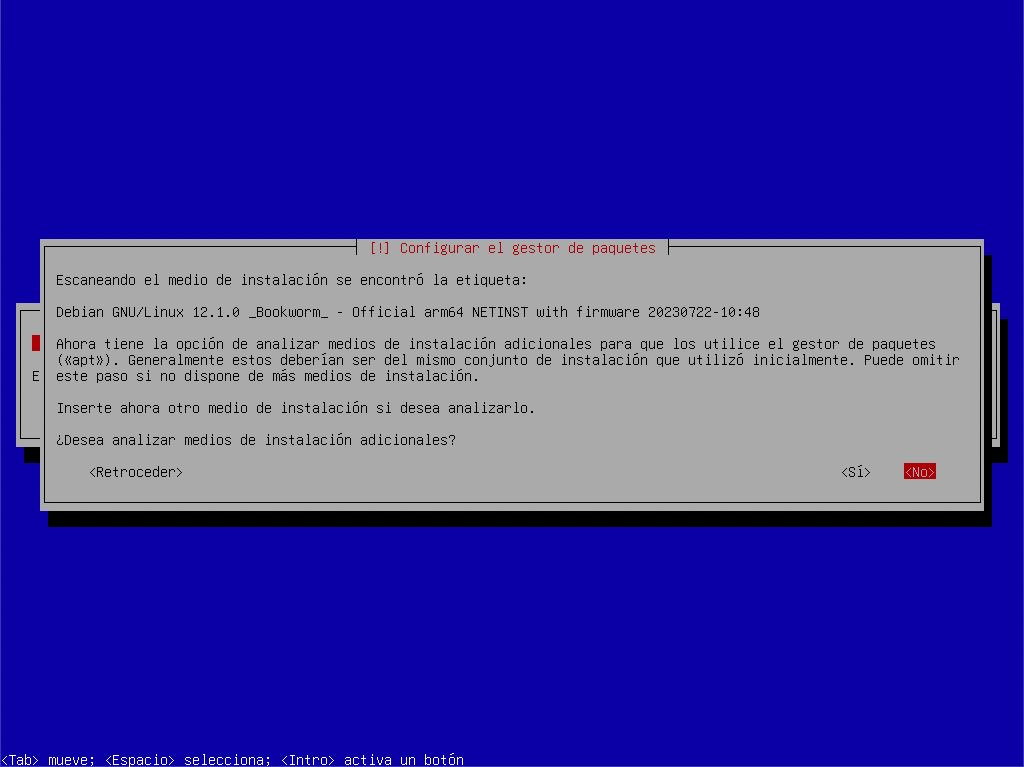 [!] Configurar el gestor de paquetes
Escaneando el medio de instalación se encontró la etiqueta:
Debian GNU/Linux 12.1.0 _Bookworm_ - Official arm64 NETINST with firmware 20230722-10:48
Ahora tiene la opción de analizar medios de instalación adicionales para que los utilice el gestor de paquetes
(«apt»). Generalmente estos deberían ser del mismo conjunto de instalación que utilizó inicialmente. Puede omitir
E
este paso si no dispone de más medios de instalación.
Inserte ahora otro medio de instalación si desea analizarlo.
¿Desea analizar medios de instalación adicionales?
<Retroceder> <Sí> <No>
<Tab> mueve; <Espacio> selecciona; <Intro> activa un botón